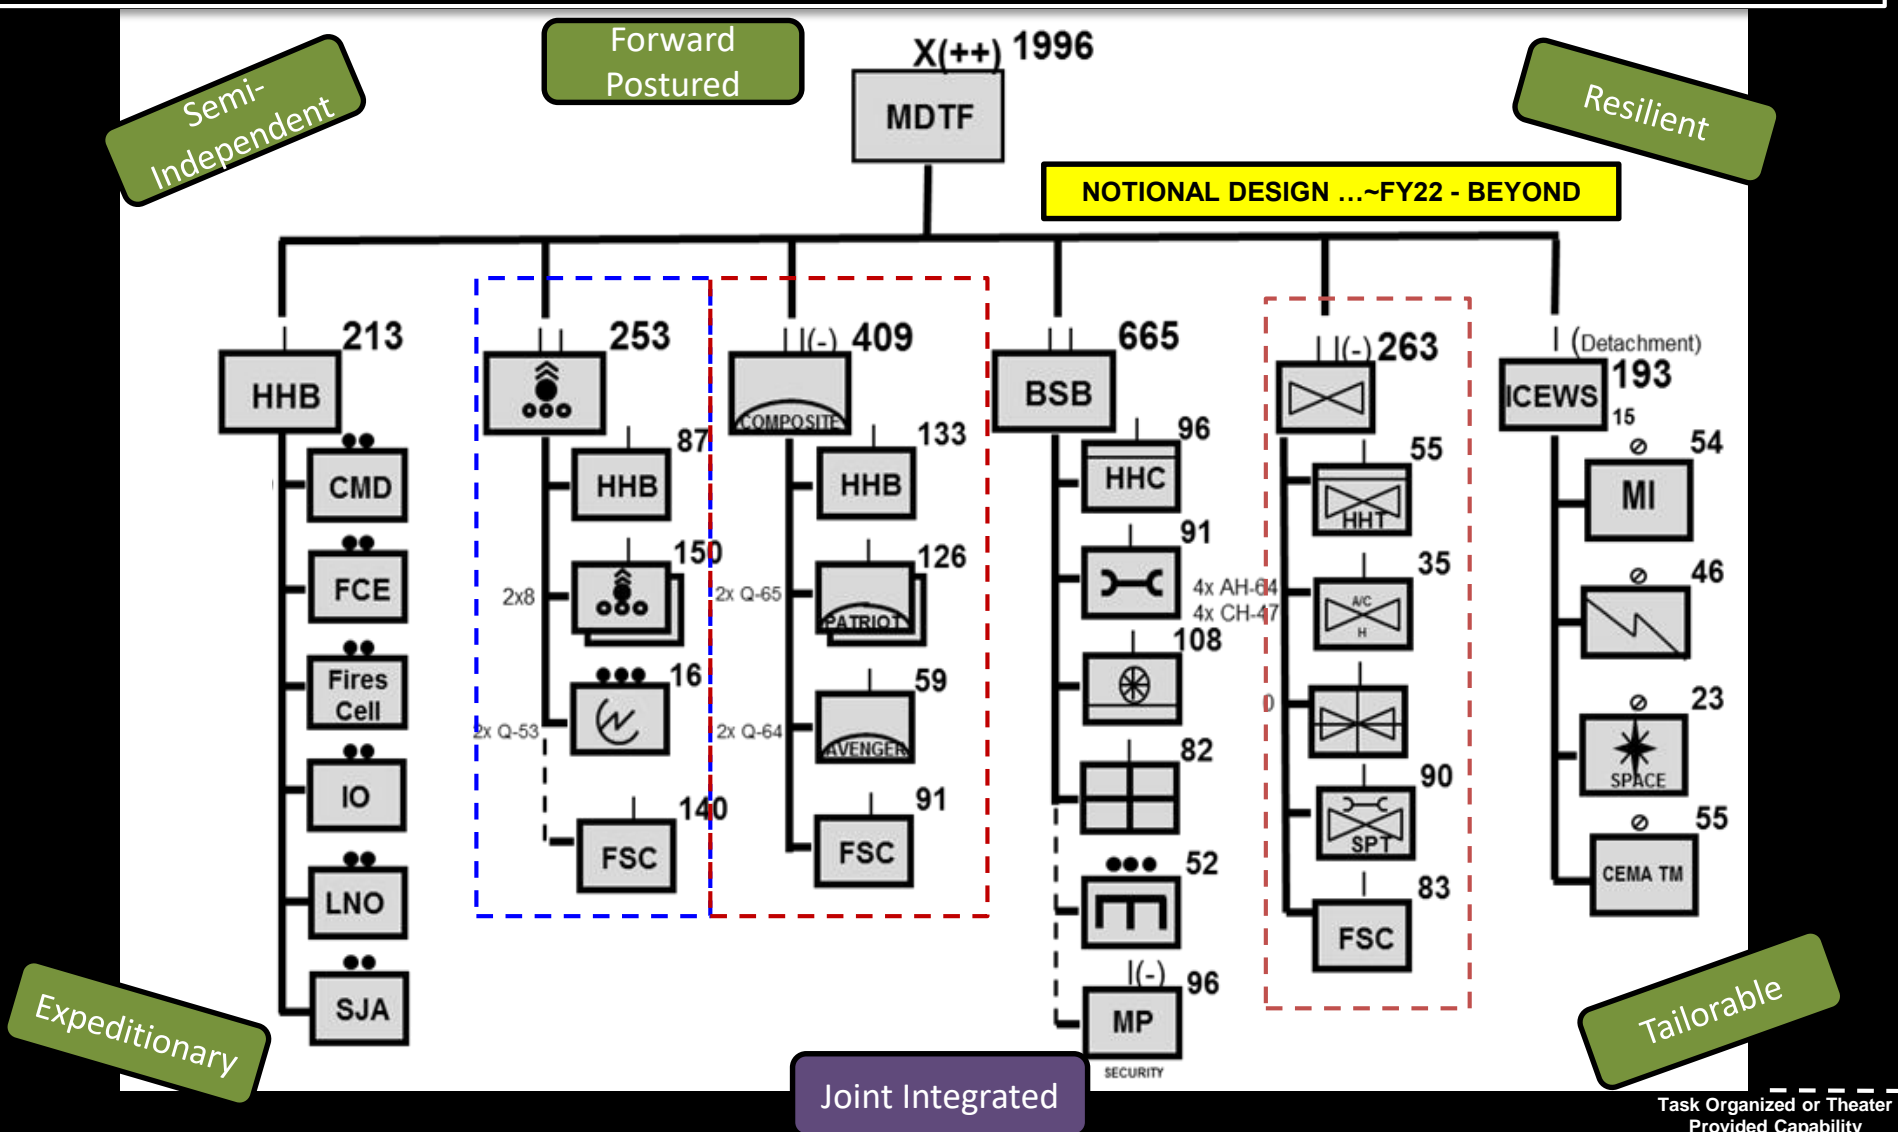 Semi-
Independent
Forward
Postured
X(++) 1996
MDTF
Resilient
NOTIONAL DESIGN ...~FY22 - BEYOND
213
HHB
CMD
FCE
Fires
Cell
IO
LNO
SJA
253
87
HHB
150
2x8
16
2x Q-53
140
FSC
(-) 409
COMPOSITE
133
HHB
126
2x Q-65
PATRIOT
59
2x Q-64
AVENGER
91
FSC
665
BSB
96
HHC
91
108
82
52
(-)
96
MP
SECURITY
(-) 263
55
HHT
35
4x AH-64
4x CH-47
A/C
H
0
90
SPT
83
FSC
(Detachment)
193
ICEWS
15
54
MI
46
23
SPACE
55
CEMA TM
Expeditionary
Joint Integrated
Tailorable
Task Organized or Theater
Provided Capability